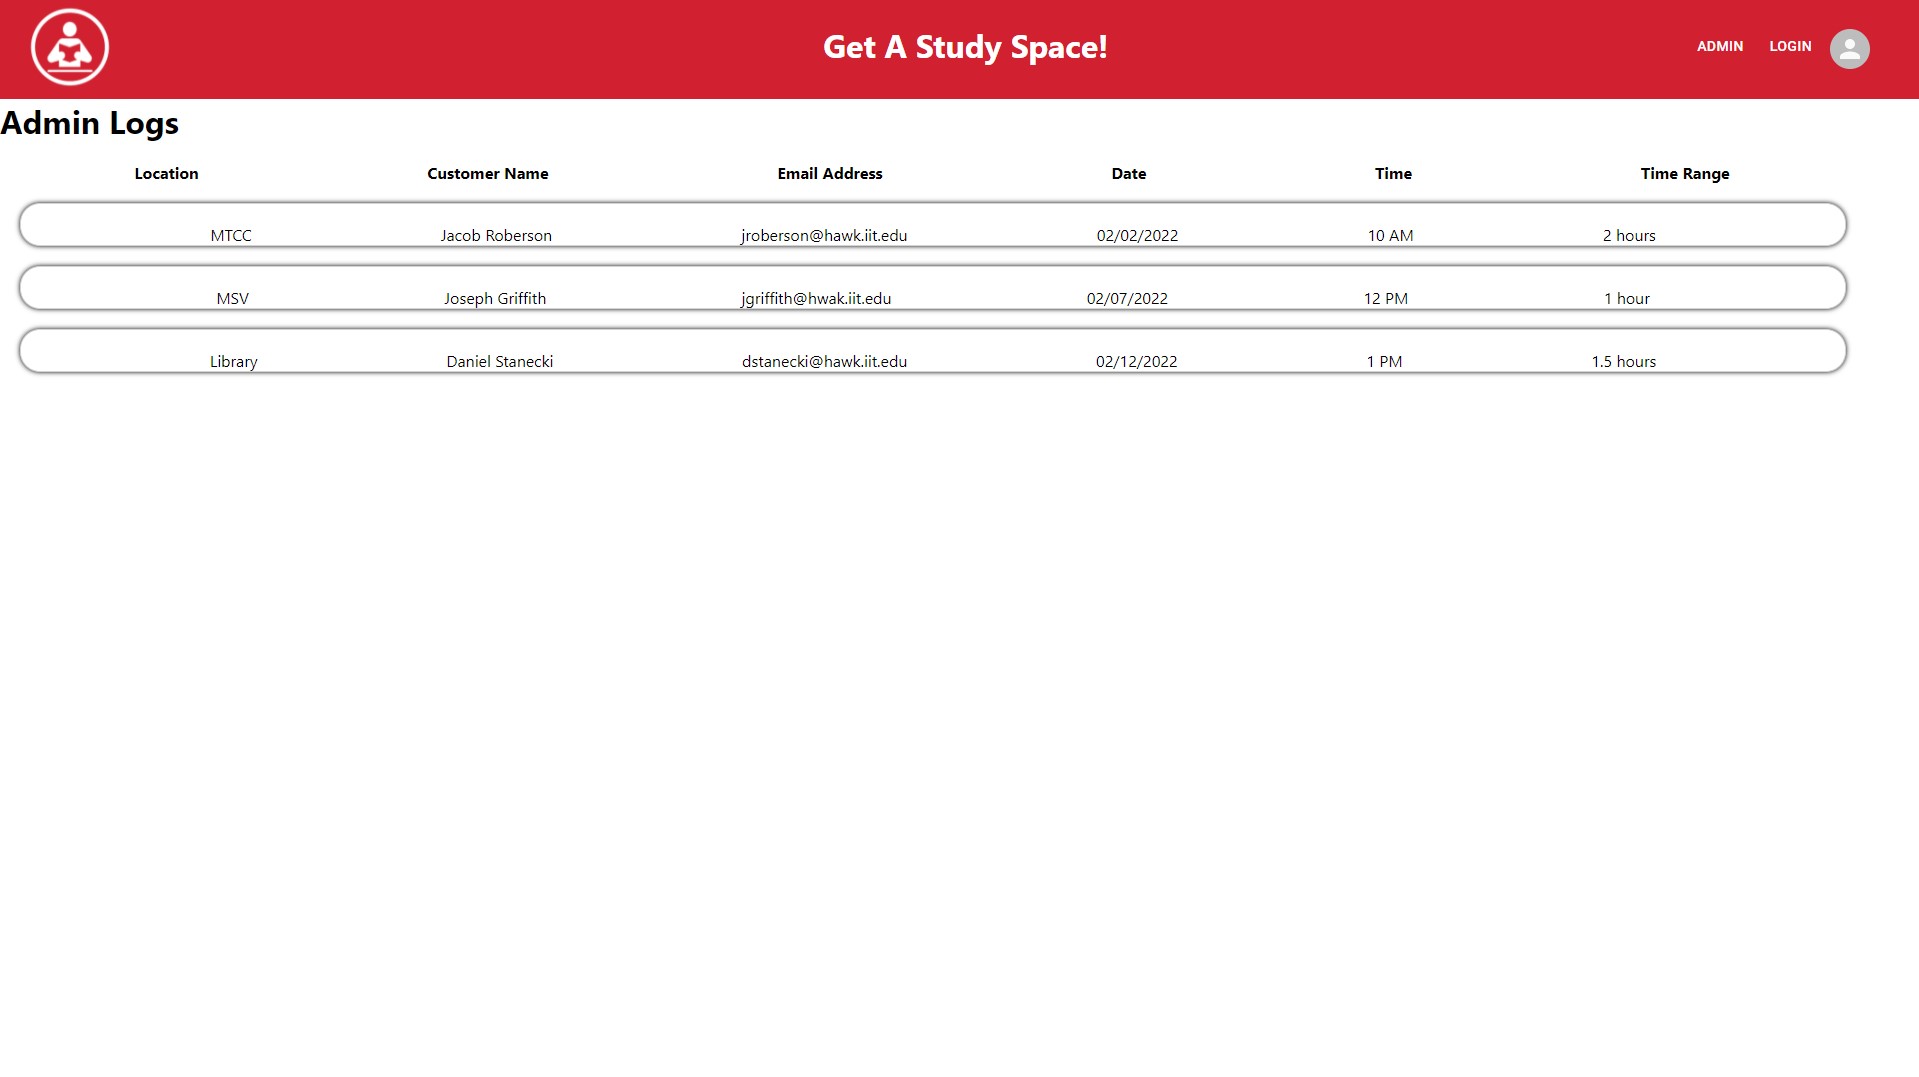 Get A Study Space!
ADMIN LOGIN
Admin Logs
Location Customer Name Email Address Date Time Time Range
MTCC Jacob Roberson jroberson@hawk.iit.edu 02/02/2022 10 AM 2 hours
MSV Joseph Griffith jgriffith@hwak.iit.edu 02/07/2022 12 PM 1 hour
Library Daniel Stanecki dstanecki@hawk.iit.edu 02/12/2022 1 PM 1.5 hours